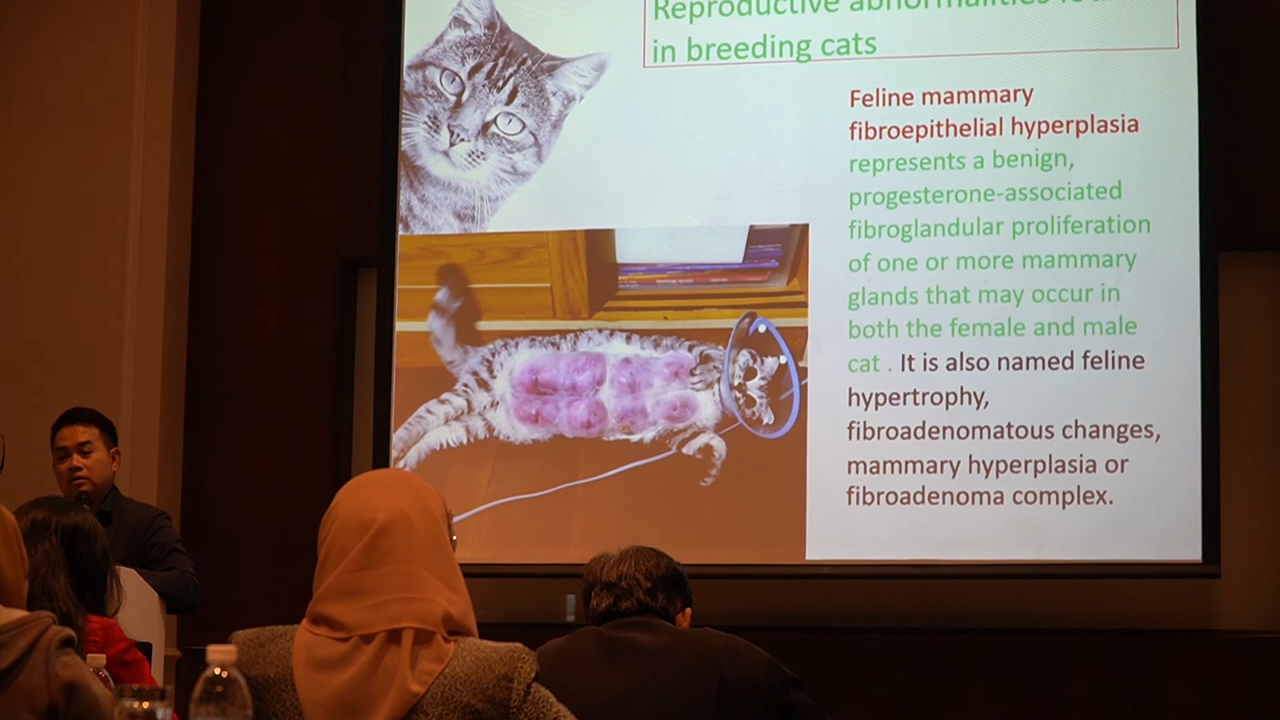 Reproductive abnormalities
in breeding cats
Feline mammary
fibroepithelial hyperplasia
represents a benign,
progesterone-associated
fibroglandular proliferation
of one or more mammary
glands that may occur in
both the female and male
cat . It is also named feline
hypertrophy,
fibroadenomatous changes,
mammary hyperplasia or
fibroadenoma complex.